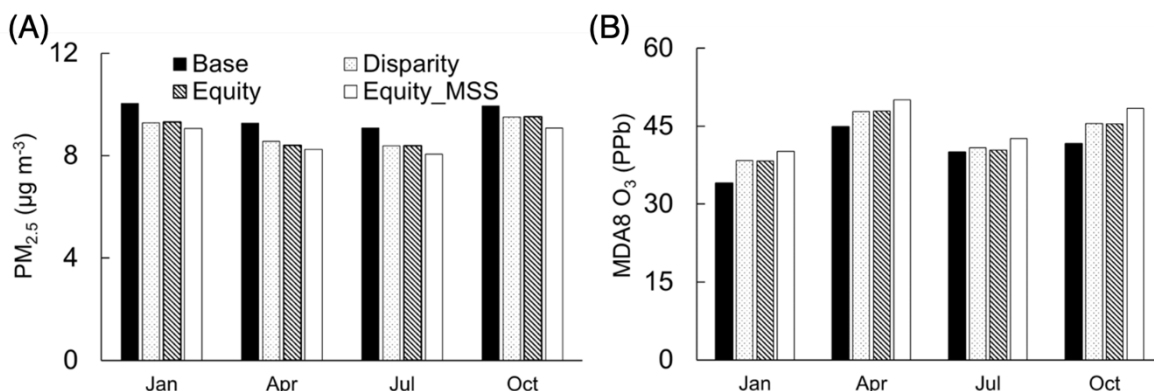 (A)
12
8
4
0
PM2.5 (µg m-3)
Base
Disparity
Equity
Equity_MSS
Jan Apr Jul Oct
(B)
60
45
30
15
0
MDA8 O3 (PPb)
Jan Apr Jul Oct